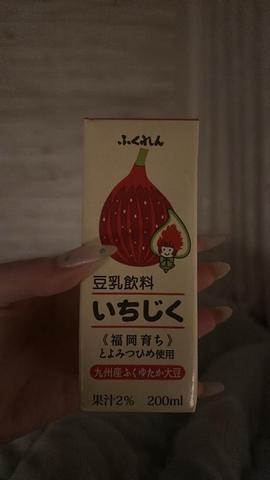 ふくれん
豆乳飲料
いちじく
《福岡育ち》
とよみつひめ使用
九州産ふくゆたか大豆
果汁2% 200ml